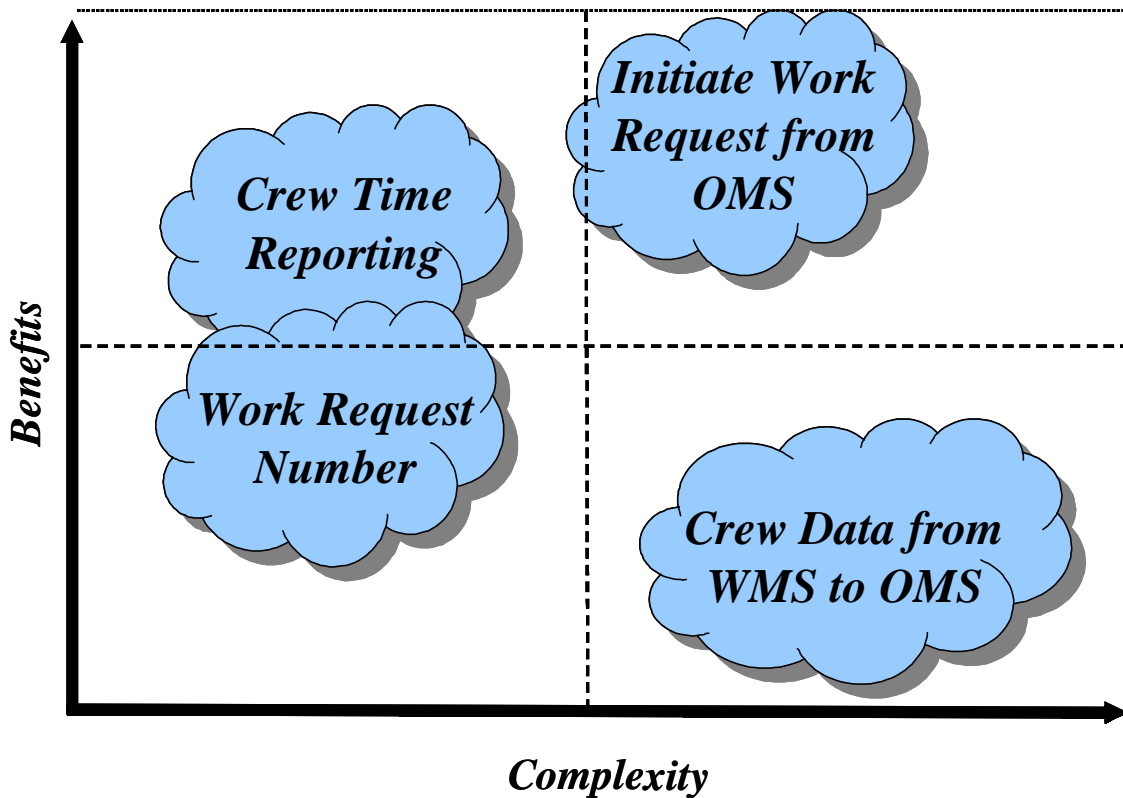 Initiate Work
Request from
OMS
Crew Time
Reporting
Benefits
Work Request
Number
Crew Data from
WMS to OMS
Complexity